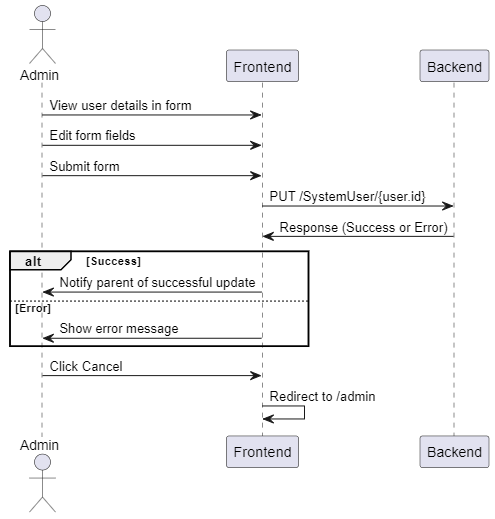 Admin
Frontend
Backend
View user details in form
Edit form fields
Submit form
PUT /SystemUser/{user.id}
Response (Success or Error)
alt [Success]
Notify parent of successful update
[Error]
Show error message
Click Cancel
Redirect to /admin
Admin
Frontend
Backend